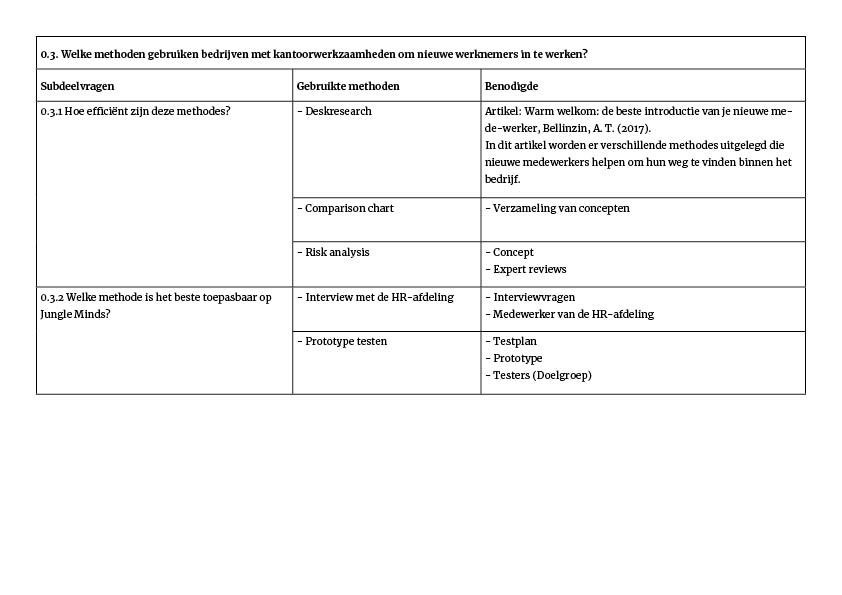 0.3. Welke methoden gebruiken bedrijven met kantoorwerkzaamheden om nieuwe werknemers in te werken?
Subdeelvragen
Gebruikte methoden
Benodigde
0.3.1 Hoe efficiënt zijn deze methodes?
- Deskresearch
Artikel: Warm welkom: de beste introductie van je nieuwe me-
de-werker, Bellinzin, A. T. (2017).
In dit artikel worden er verschillende methodes uitgelegd die
nieuwe medewerkers helpen om hun weg te vinden binnen het
bedrijf.
- Comparison chart
- Verzameling van concepten
- Risk analysis
- Concept
- Expert reviews
0.3.2 Welke methode is het beste toepasbaar op
Jungle Minds?
- Interview met de HR-afdeling
- Interviewvragen
- Medewerker van de HR-afdeling
- Prototype testen
- Testplan
- Prototype
- Testers (Doelgroep)